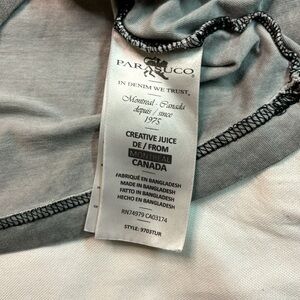 PARASUCO
IN DENIM WE TRUST,
Montreal - Canada
depuis / since
1975
CREATIVE JUICE
DE / FROM
MONTREAL
CANADA
FABRIQUÉ EN BANGLADESH
MADE IN BANGLADESH
FATTO IN BANGLADESH
HECHO EN BANGLADESH
RN74979 CA03174
STYLE: 9703TUR